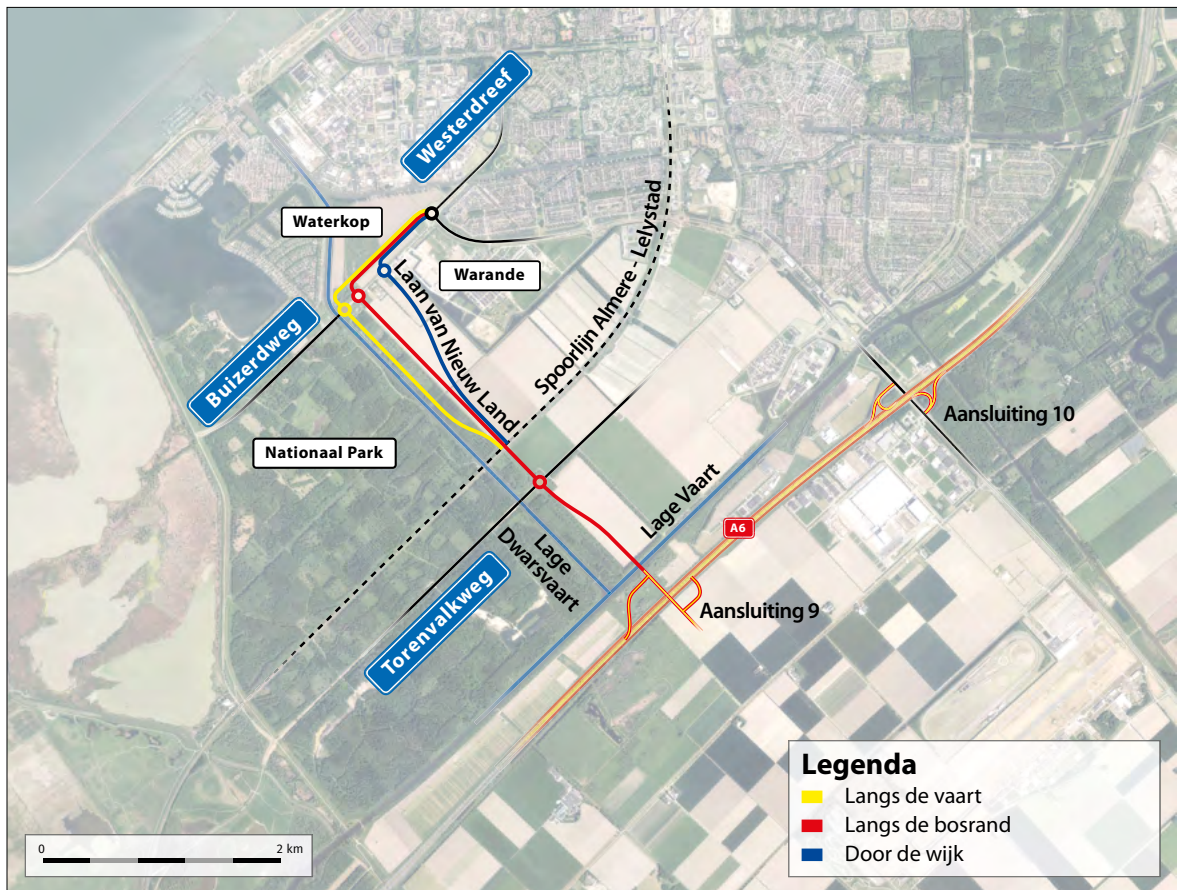 Westerdreef
Waterkop
Warande
Laan van Nieuw Land
Spoorlijn Almere - Lelystad
Buizerdweg
Nationaal Park
Aansluiting 10
Lage Vaart
A6
Lage
Dwarsvaart
Aansluiting 9
Torenvalkweg
Legenda
Langs de vaart
Langs de bosrand
Door de wijk
0 2 km